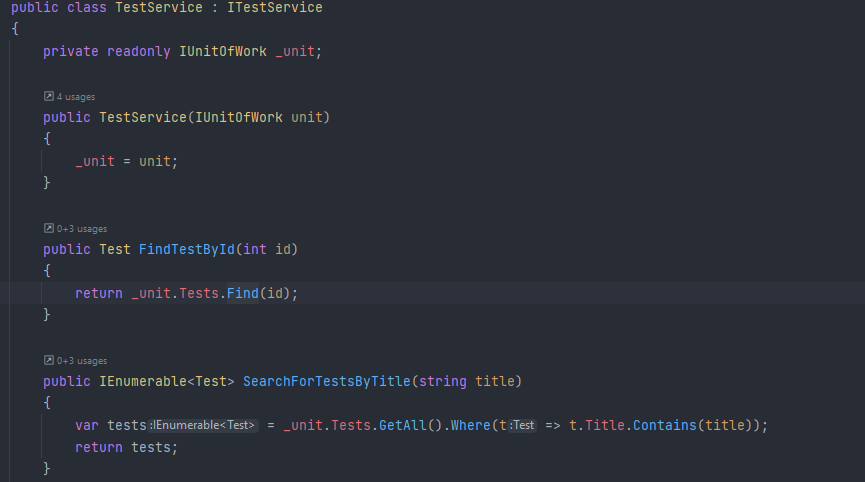 public class TestService : ITestService
{
    private readonly IUnitOfWork _unit;
    4 usages
    public TestService(IUnitOfWork unit)
    {
        _unit = unit;
    }
    0+3 usages
    public Test FindTestById(int id)
    {
        return _unit.Tests.Find(id);
    }
    0+3 usages
    public IEnumerable<Test> SearchForTestsByTitle(string title)
    {
        var tests :IEnumerable<Test> = _unit.Tests.GetAll().Where(t :Test => t.Title.Contains(title));
        return tests;
    }